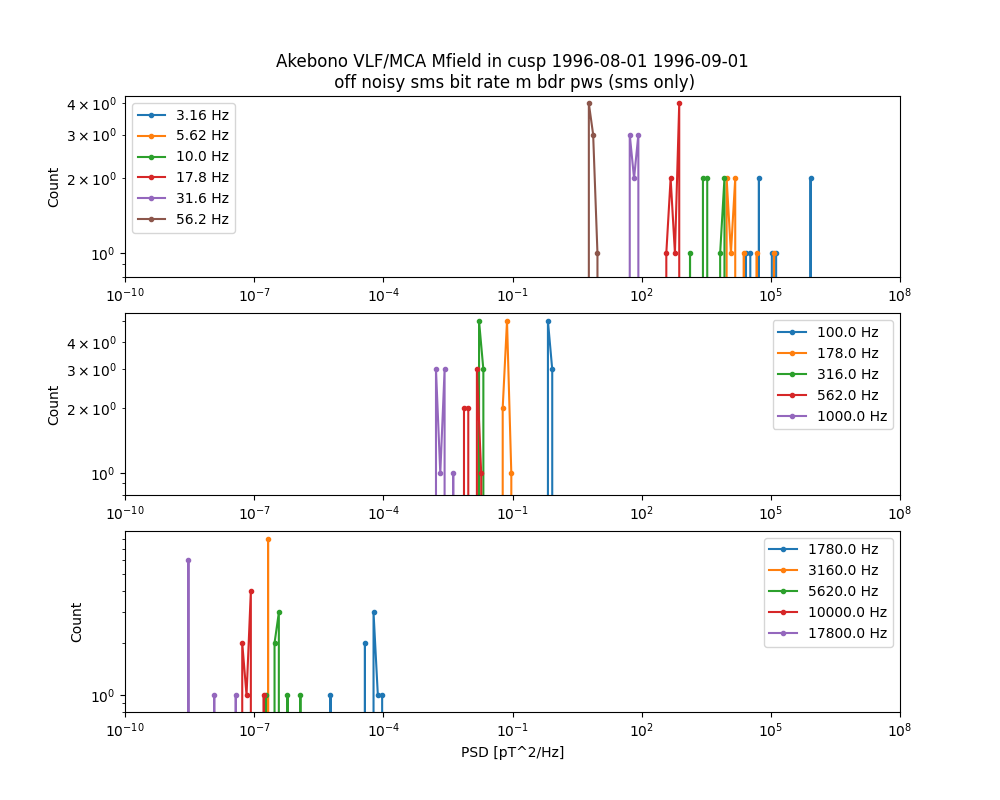 Akebono VLF/MCA Mfield in cusp 1996-08-01 1996-09-01
off noisy sms bit rate m bdr pws (sms only)
4 × 10⁰
3 × 10⁰
2 × 10⁰
10⁰
Count
3.16 Hz
5.62 Hz
10.0 Hz
17.8 Hz
31.6 Hz
56.2 Hz
10⁻¹⁰ 10⁻⁷ 10⁻⁴ 10⁻¹ 10² 10⁵ 10⁸
4 × 10⁰
3 × 10⁰
2 × 10⁰
10⁰
Count
100.0 Hz
178.0 Hz
316.0 Hz
562.0 Hz
1000.0 Hz
10⁻¹⁰ 10⁻⁷ 10⁻⁴ 10⁻¹ 10² 10⁵ 10⁸
10⁰
Count
1780.0 Hz
3160.0 Hz
5620.0 Hz
10000.0 Hz
17800.0 Hz
10⁻¹⁰ 10⁻⁷ 10⁻⁴ 10⁻¹ 10² 10⁵ 10⁸
PSD [pT^2/Hz]